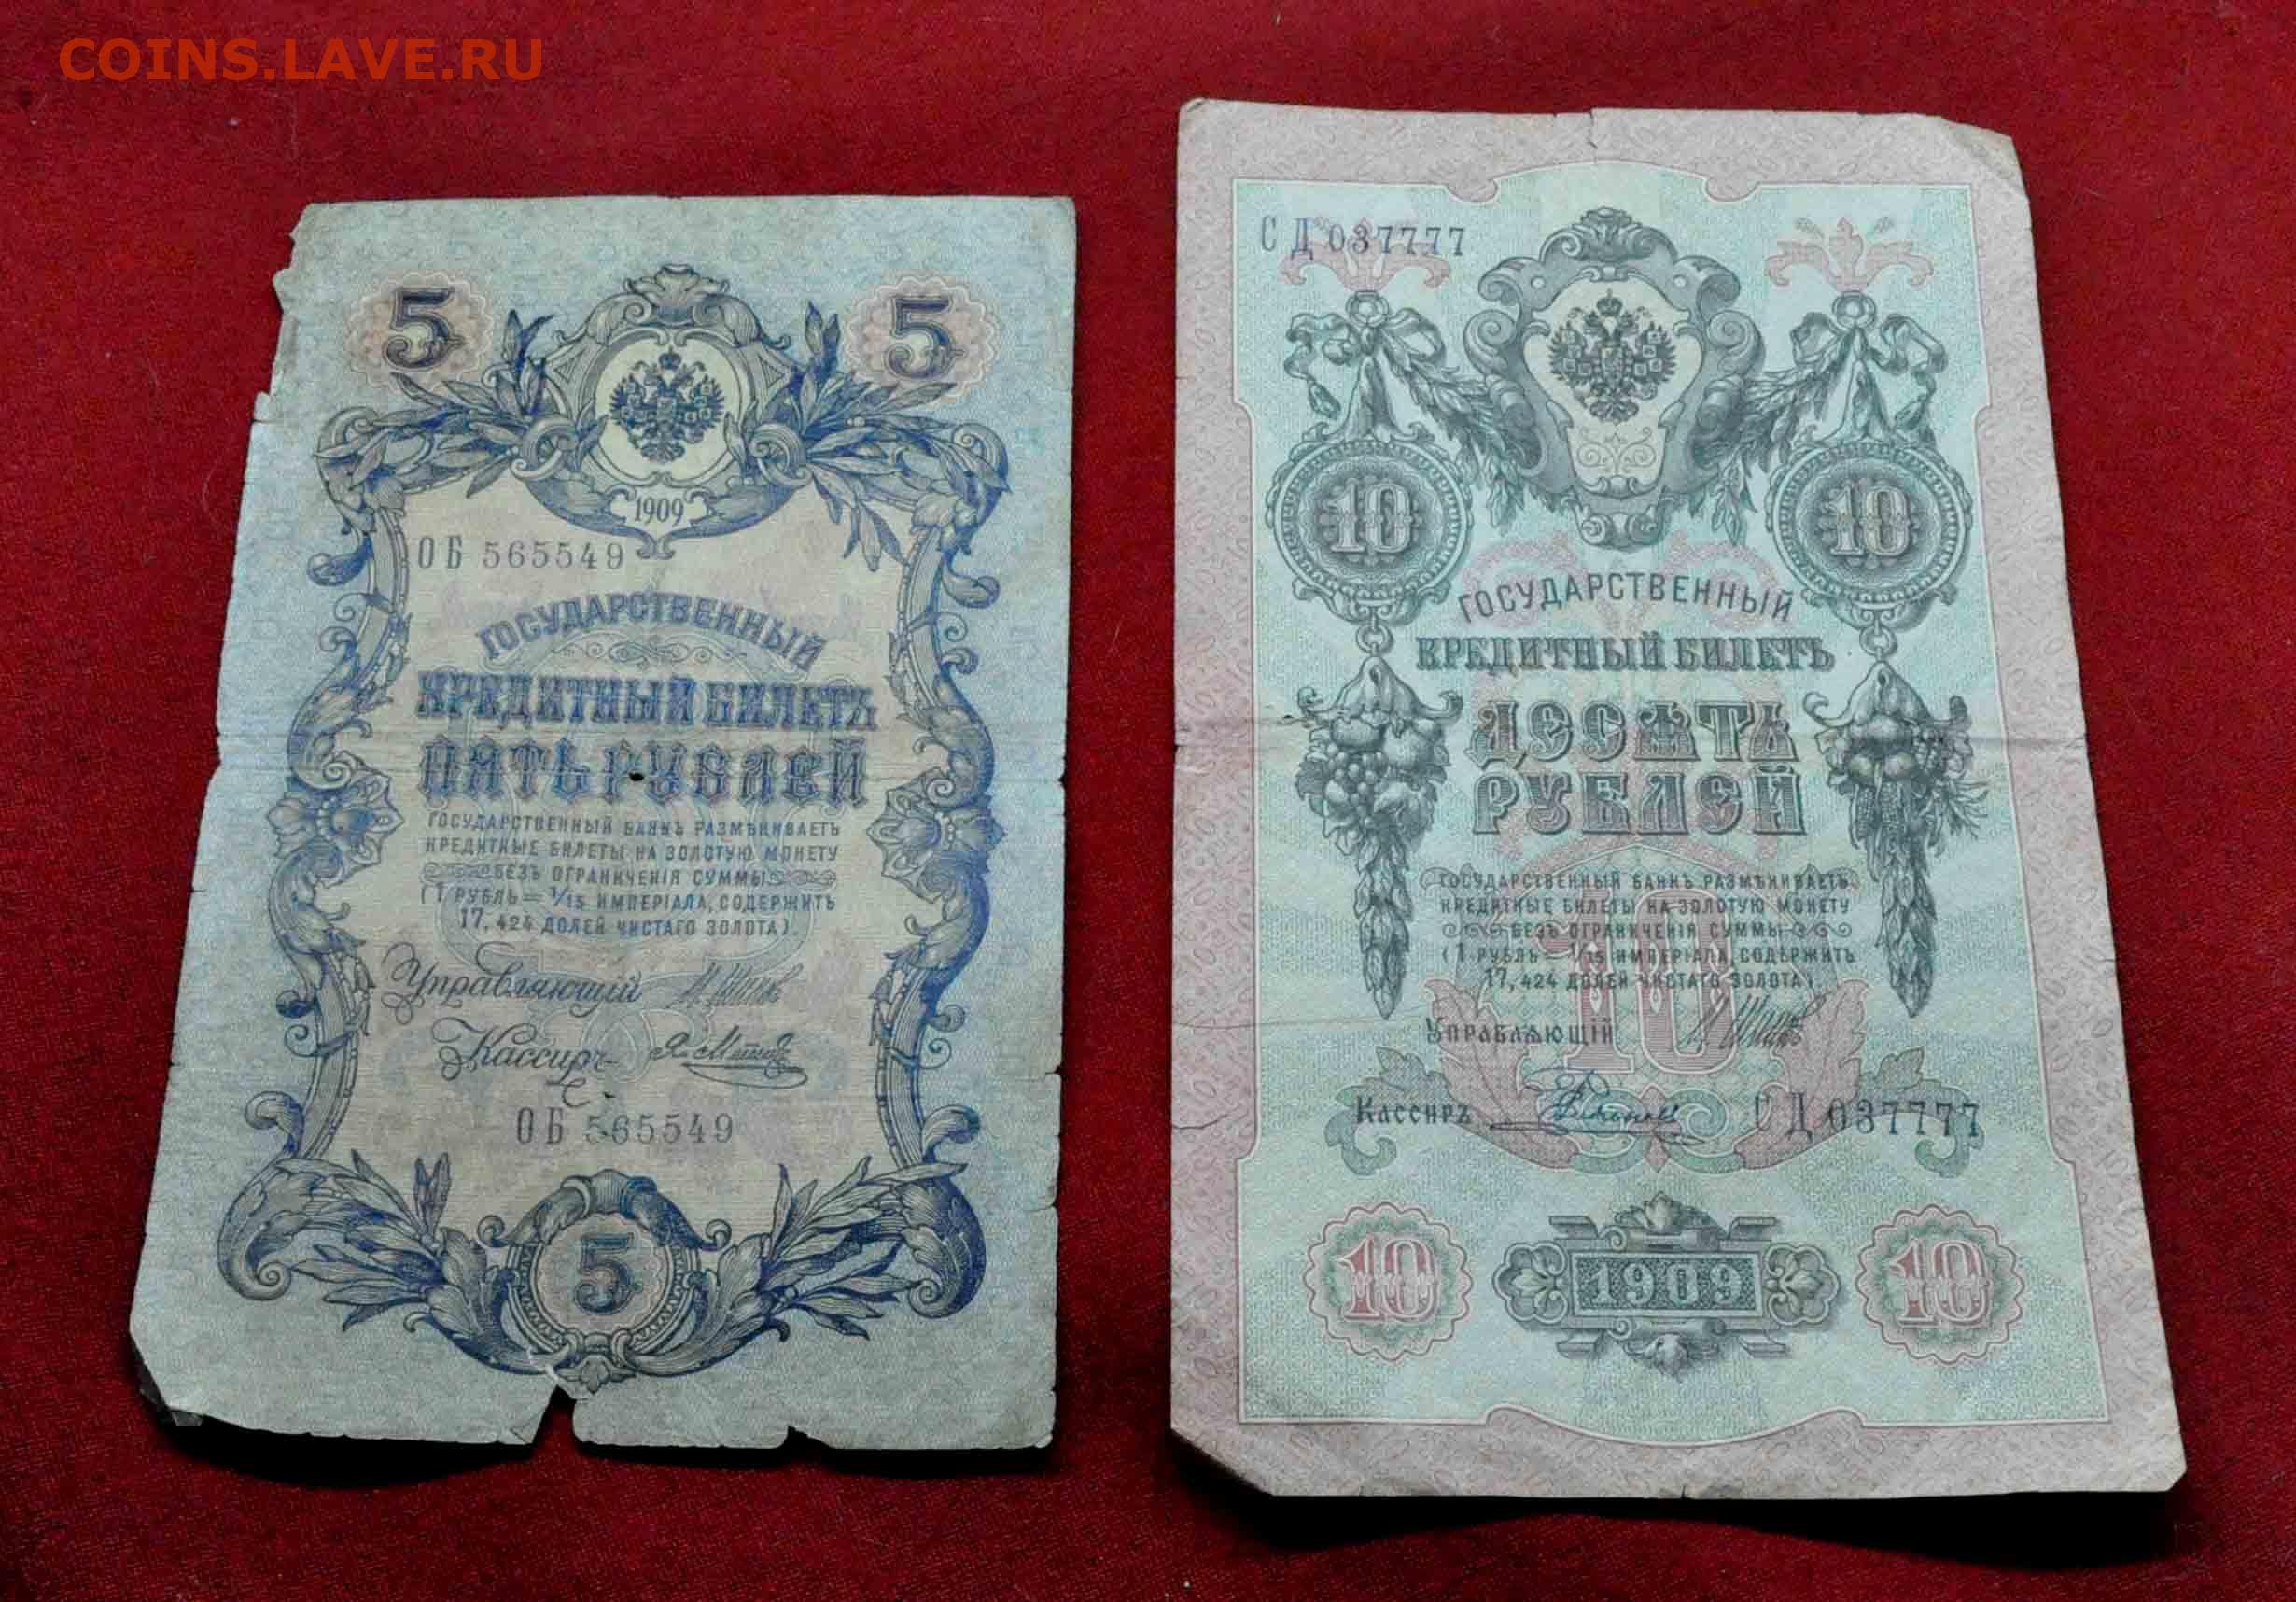 COINS.LAVE.RU
5 5
1909
ОБ 565549
ГОСУДАРСТВЕННЫЙ
КРЕДИТНЫЙ БИЛЕТЪ
ПЯТЬ РУБЛЕЙ
ГОСУДАРСТВЕННЫЙ БАНКЪ РАЗМѢНИВАЕТЪ
КРЕДИТНЫЕ БИЛЕТЫ НА ЗОЛОТУЮ МОНЕТУ
БЕЗЪ ОГРАНИЧЕНІЯ СУММЫ
(1 РУБЛЬ = 1/15 ИМПЕРІАЛА, СОДЕРЖИТЪ
17,424 ДОЛЕЙ ЧИСТАГО ЗОЛОТА).
Управляющій
Кассиръ
ОБ 565549
5
СД 037777
10 10
ГОСУДАРСТВЕННЫЙ
КРЕДИТНЫЙ БИЛЕТЪ
ДЕСЯТЬ
РУБЛЕЙ
ГОСУДАРСТВЕННЫЙ БАНКЪ РАЗМѢНИВАЕТЪ
КРЕДИТНЫЕ БИЛЕТЫ НА ЗОЛОТУЮ МОНЕТУ
БЕЗЪ ОГРАНИЧЕНІЯ СУММЫ
(1 РУБЛЬ = 1/15 ИМПЕРІАЛА, СОДЕРЖИТЪ
17,424 ДОЛЕЙ ЧИСТАГО ЗОЛОТА).
10
УПРАВЛЯЮЩІЙ
КАССИРЪ
СД 037777
10 1909 10